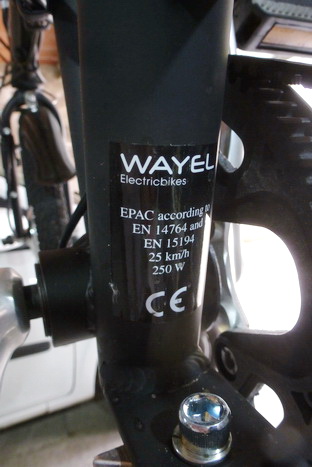 WAYEL
Electricbikes
EPAC according to
EN 14764 and
EN 15194
25 km/h
250 W
CE